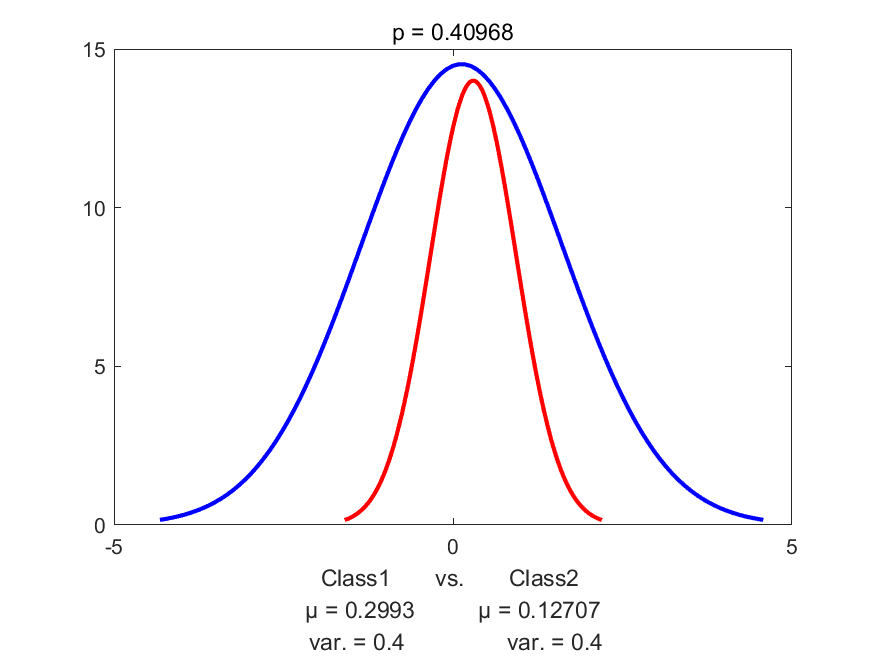 p = 0.40968
15
10
5
0
-5 0 5
Class1 vs. Class2
μ = 0.2993 μ = 0.12707
var. = 0.4 var. = 0.4